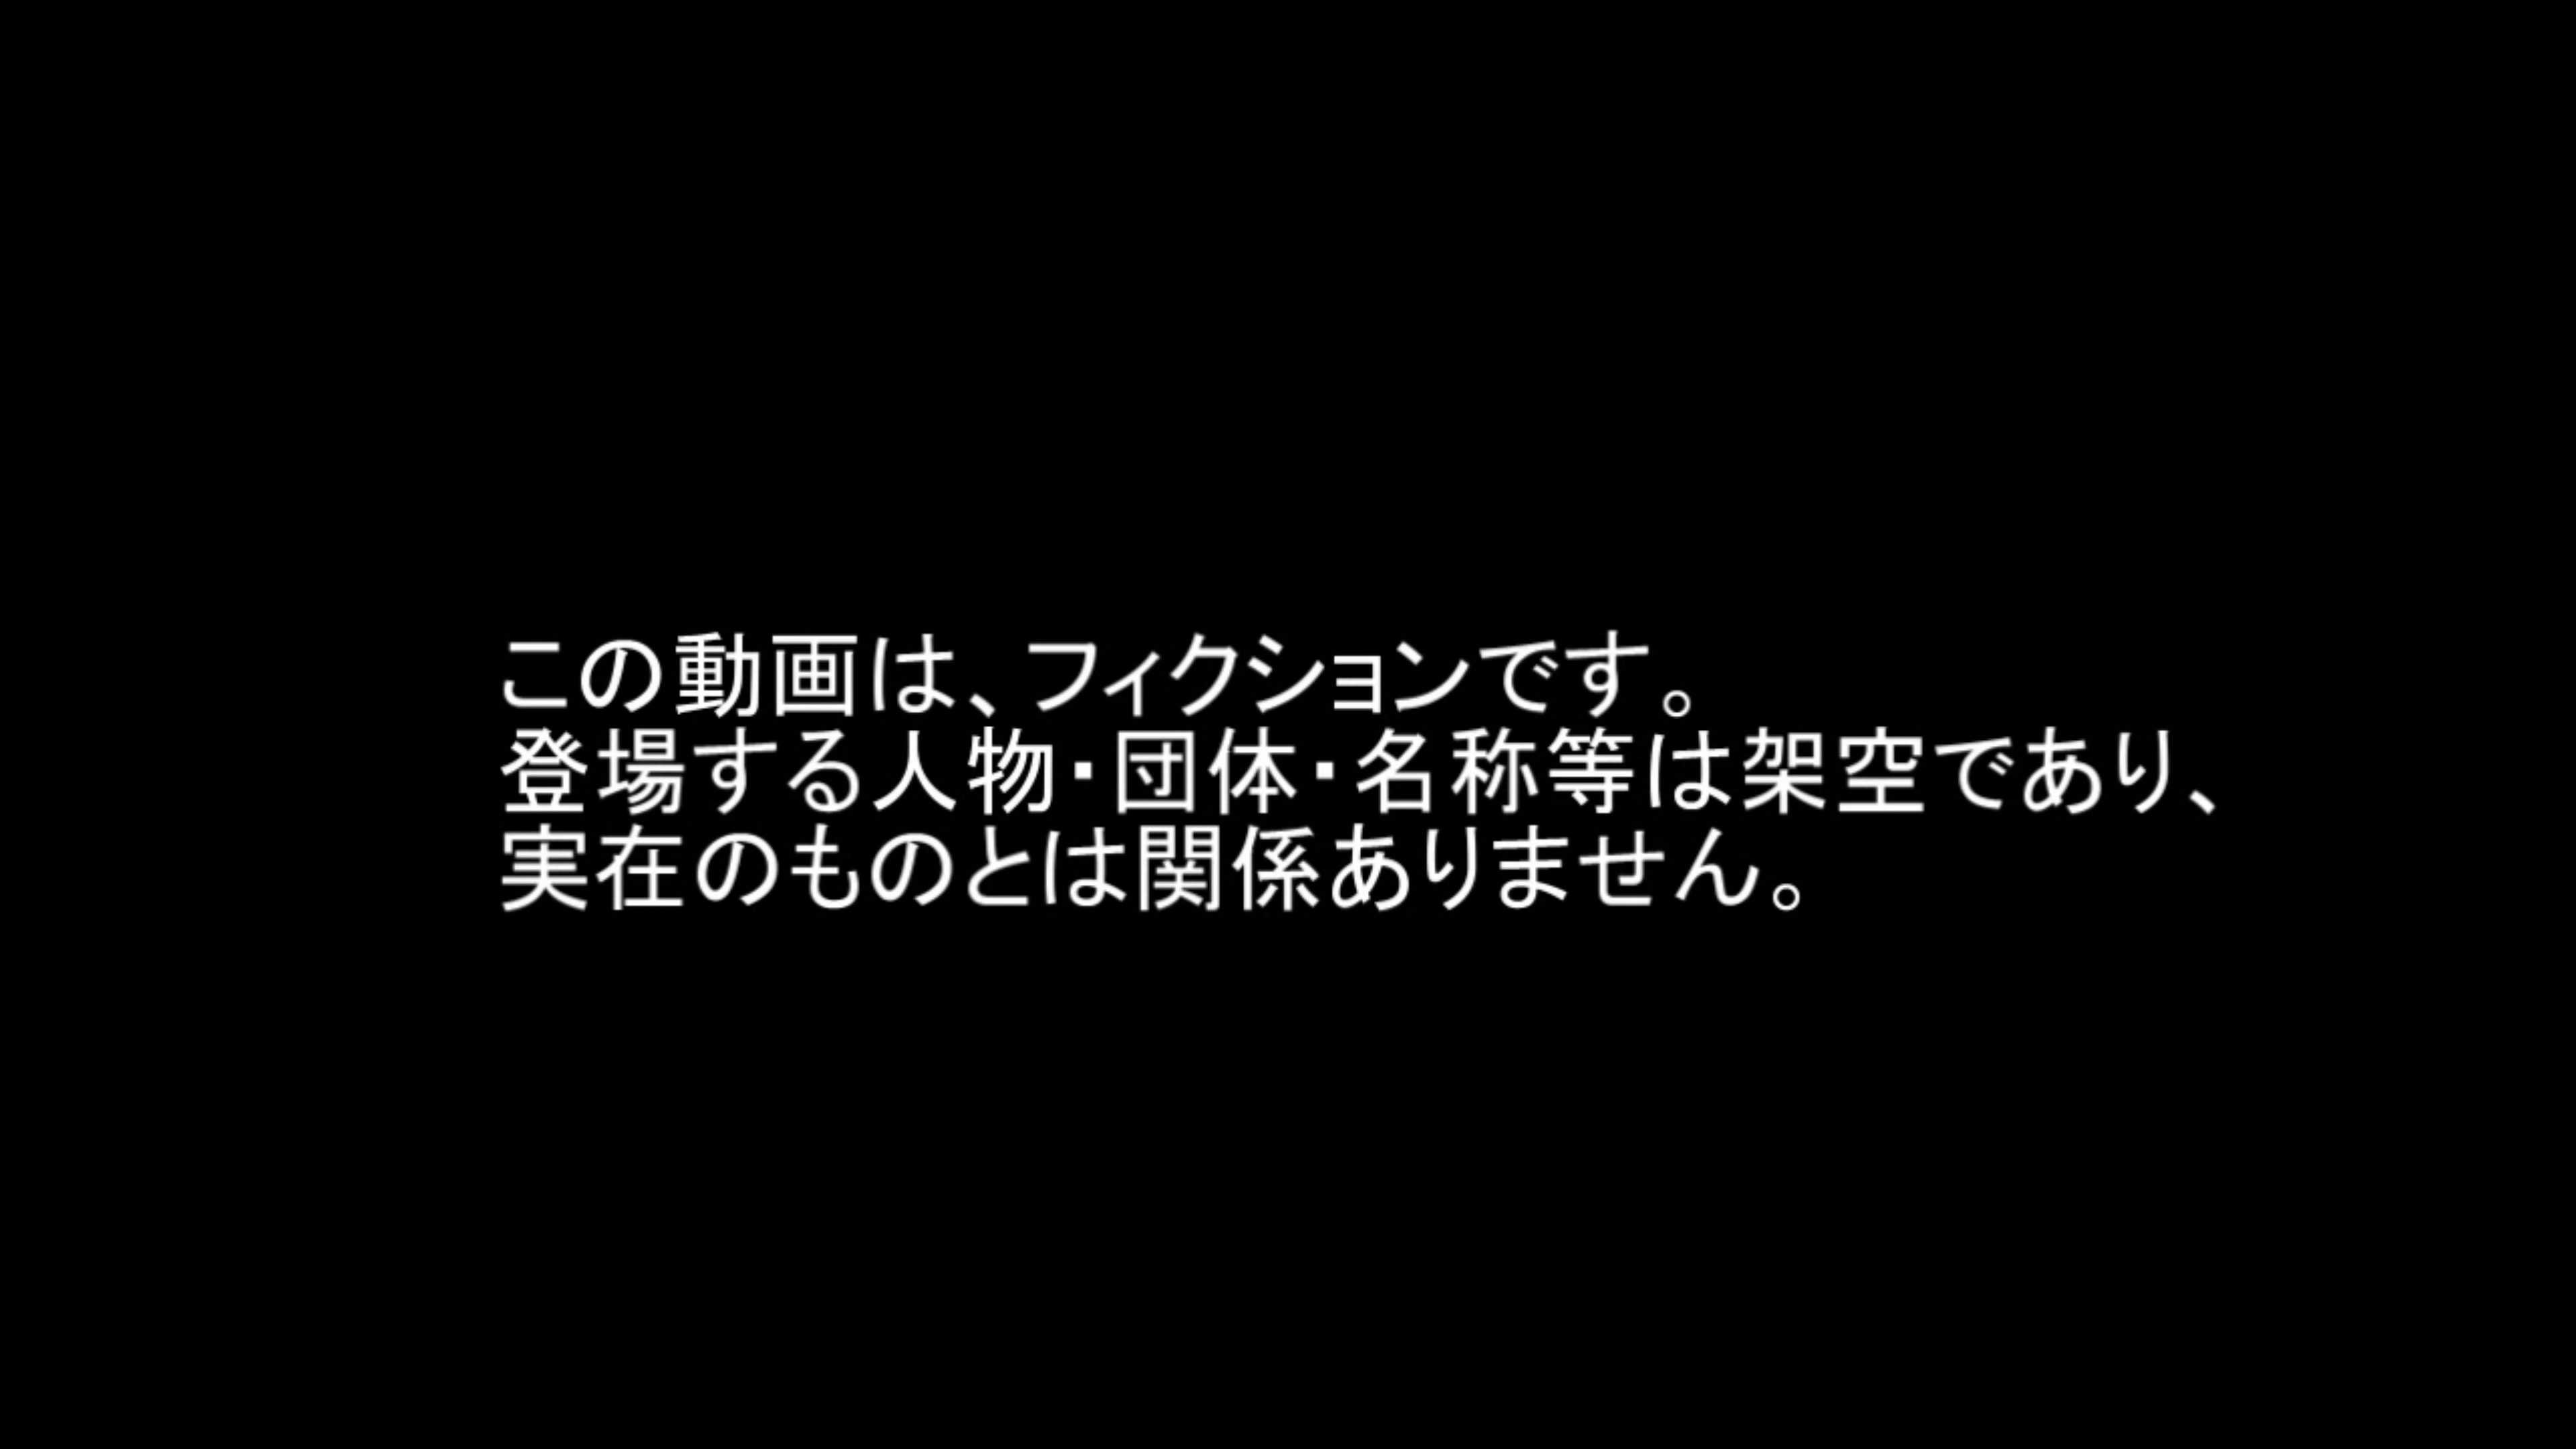 この動画は、フィクションです。
登場する人物・団体・名称等は架空であり、
実在のものとは関係ありません。